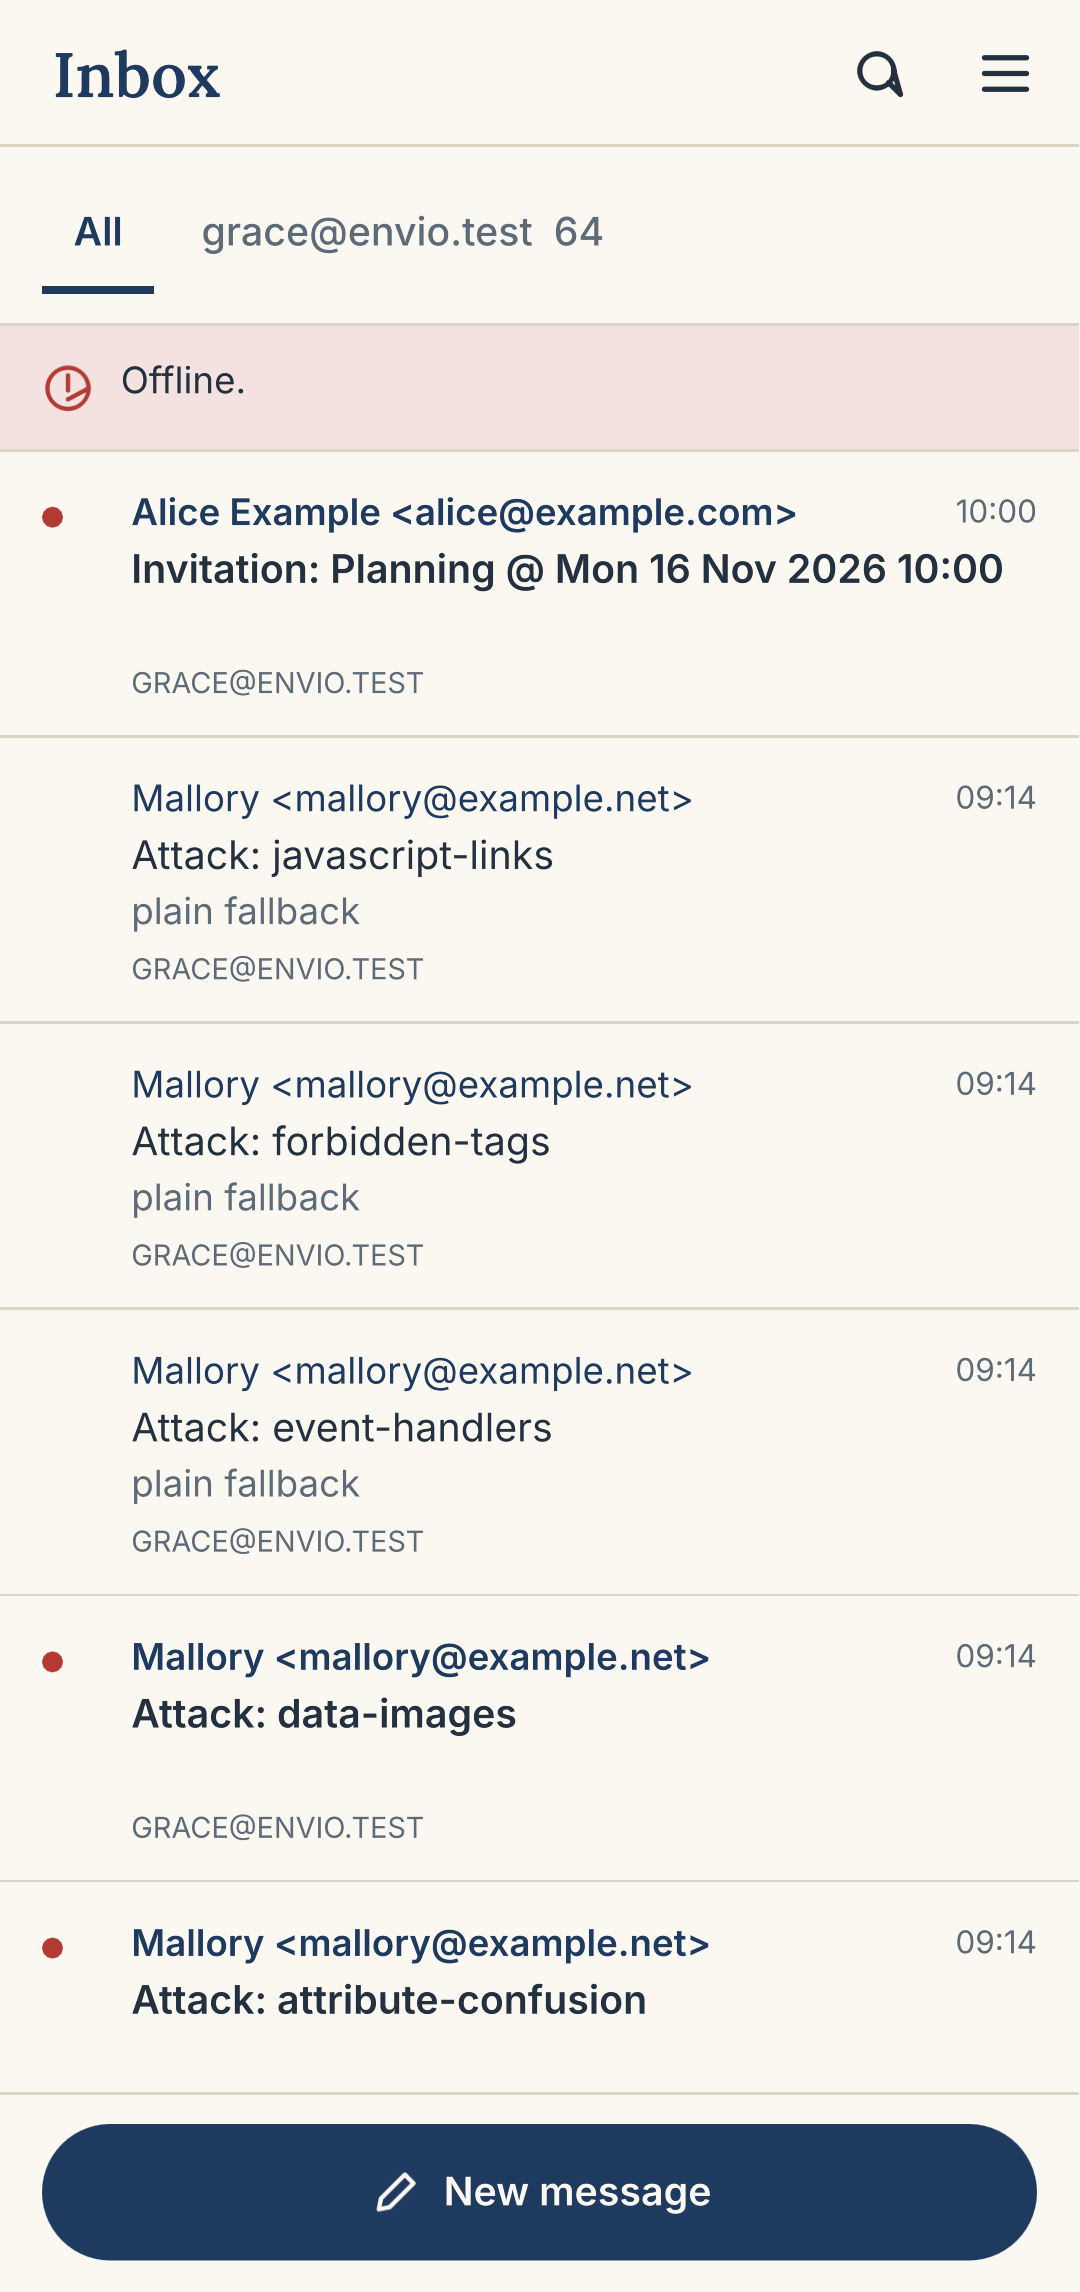 Inbox
All grace@envio.test 64
Offline.
Alice Example <alice@example.com> 10:00
Invitation: Planning @ Mon 16 Nov 2026 10:00
GRACE@ENVIO.TEST
Mallory <mallory@example.net> 09:14
Attack: javascript-links
plain fallback
GRACE@ENVIO.TEST
Mallory <mallory@example.net> 09:14
Attack: forbidden-tags
plain fallback
GRACE@ENVIO.TEST
Mallory <mallory@example.net> 09:14
Attack: event-handlers
plain fallback
GRACE@ENVIO.TEST
Mallory <mallory@example.net> 09:14
Attack: data-images
GRACE@ENVIO.TEST
Mallory <mallory@example.net> 09:14
Attack: attribute-confusion
New message